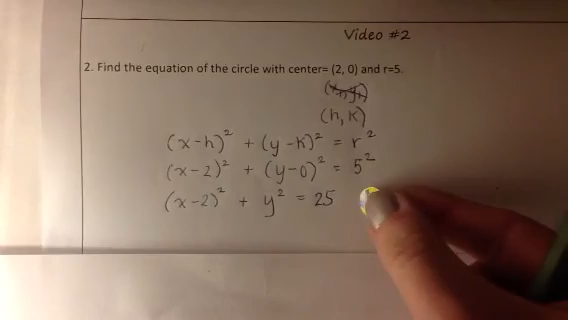 Video #2
2. Find the equation of the circle with center= (2, 0) and r=5.
(h, K)
(x-h)² + (y-K)² = r²
(x-2)² + (y-0)² = 5²
(x-2)² + y² = 25